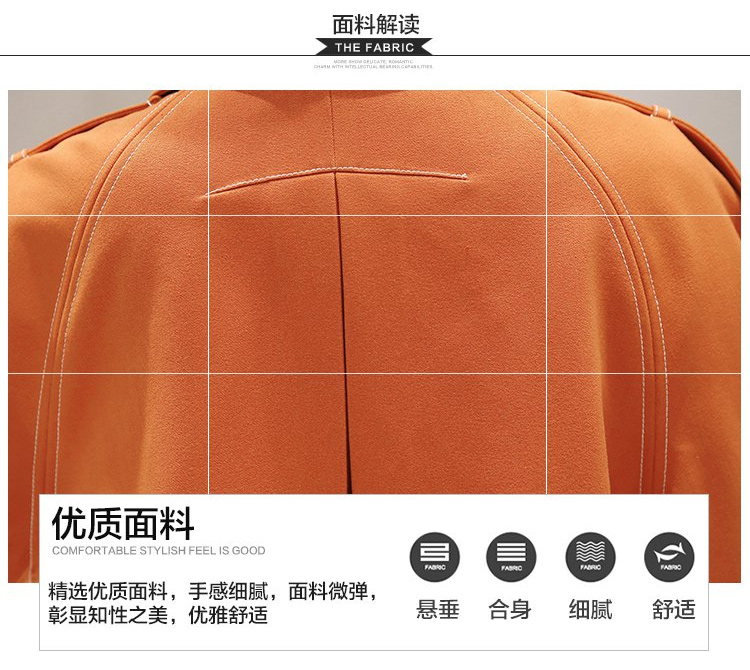 面料解读
THE FABRIC
MORE SHOW DELICATE, ROMANTIC
CHARM WITH INTELLECTUAL BEARING CAPABILITIES
优质面料
COMFORTABLE STYLISH FEEL IS GOOD
精选优质面料，手感细腻，面料微弹，
彰显知性之美，优雅舒适
FABRIC FABRIC FABRIC FABRIC
悬垂 合身 细腻 舒适